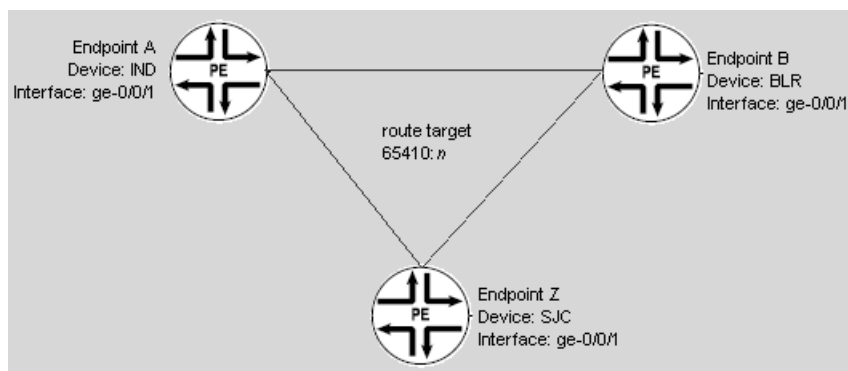 Endpoint A
Device: IND
Interface: ge-0/0/1
PE
PE
Endpoint B
Device: BLR
Interface: ge-0/0/1
route target
65410: n
PE
Endpoint Z
Device: SJC
Interface: ge-0/0/1